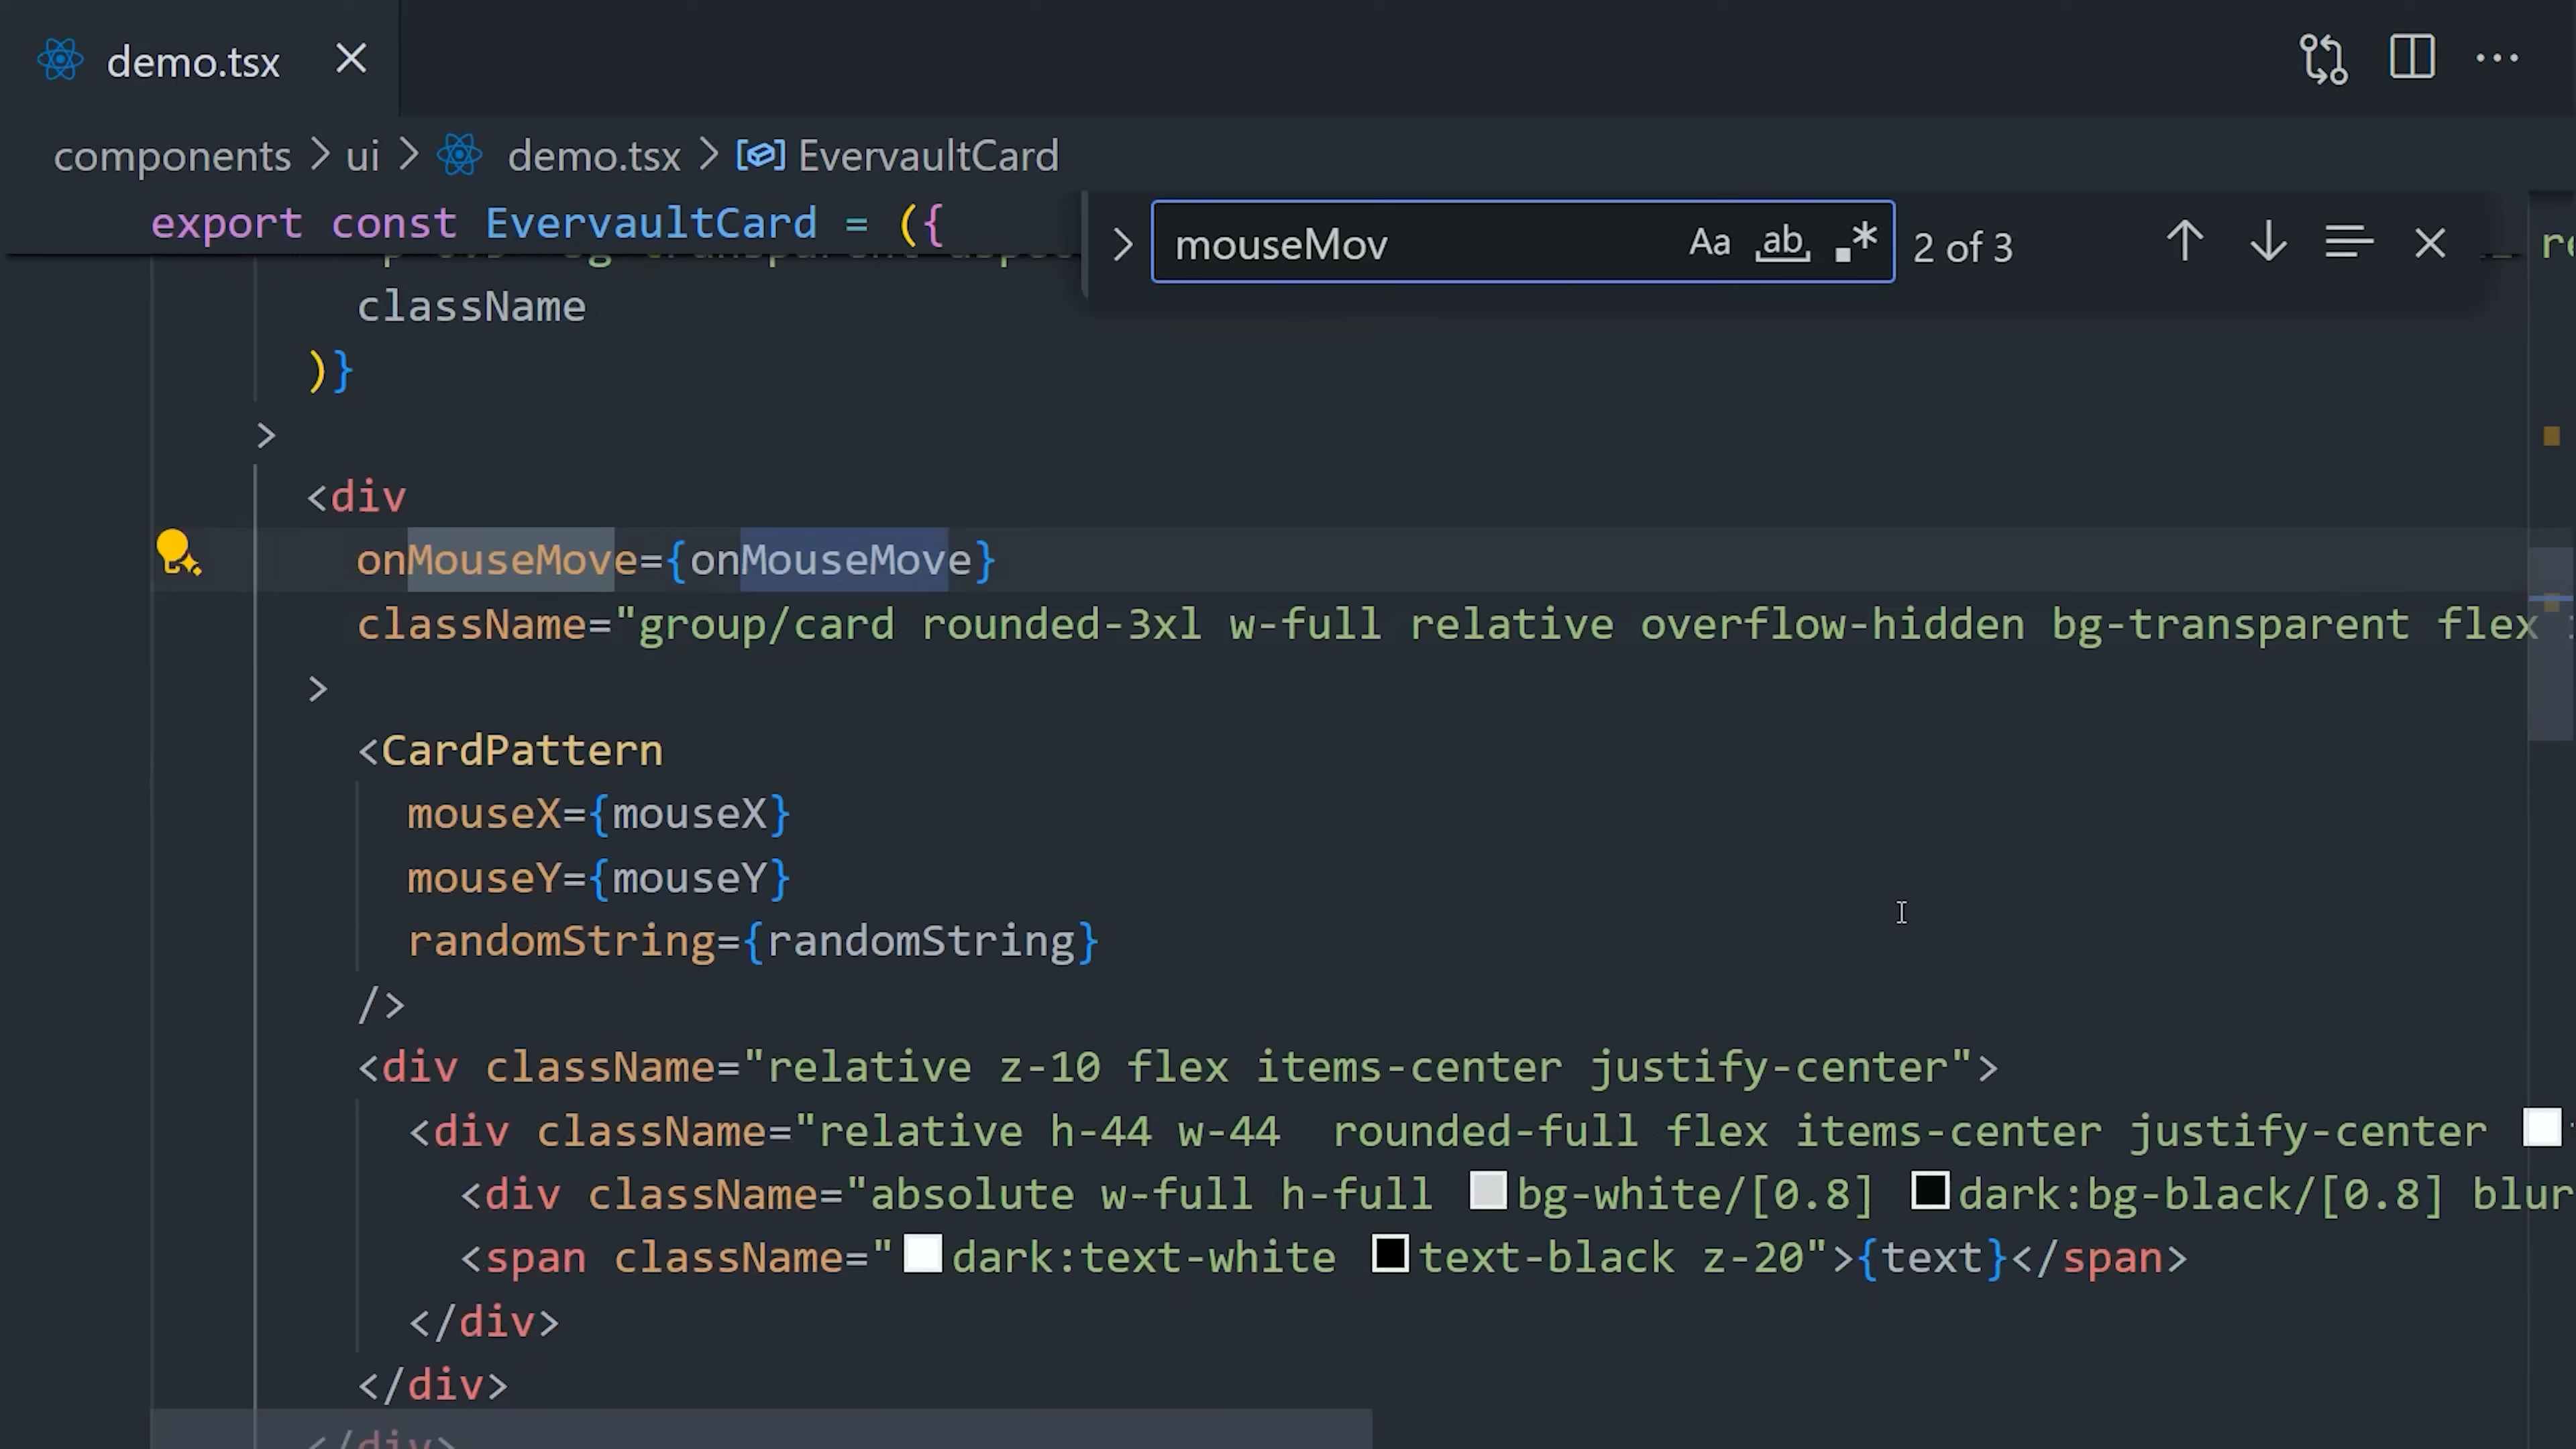 demo.tsx
components > ui > demo.tsx > EvervaultCard
export const EvervaultCard = ({
mouseMov Aa ab 2 of 3
className
)}
>
<div
onMouseMove={onMouseMove}
className="group/card rounded-3xl w-full relative overflow-hidden bg-transparent flex
>
<CardPattern
mouseX={mouseX}
mouseY={mouseY}
randomString={randomString}
/>
<div className="relative z-10 flex items-center justify-center">
<div className="relative h-44 w-44  rounded-full flex items-center justify-center
<div className="absolute w-full h-full bg-white/[0.8] dark:bg-black/[0.8] blur
<span className="dark:text-white text-black z-20">{text}</span>
</div>
</div>
</div>